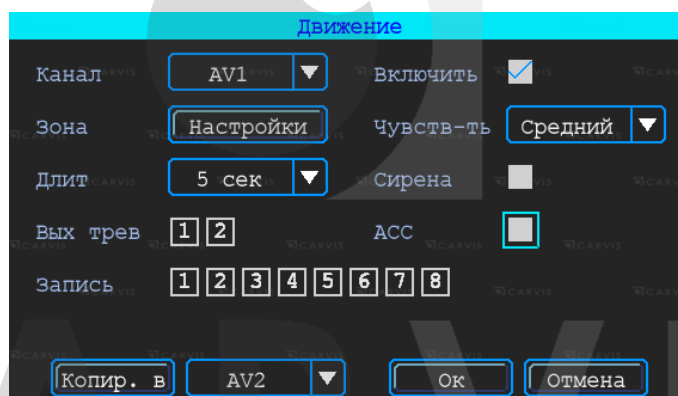 Движение
Канал AV1 Включить
Зона Настройки Чувств-ть Средний
Длит 5 сек Сирена
Вых трев 1 2 ACC
Запись 1 2 3 4 5 6 7 8
Копир. в AV2 Ок Отмена
CARVIS